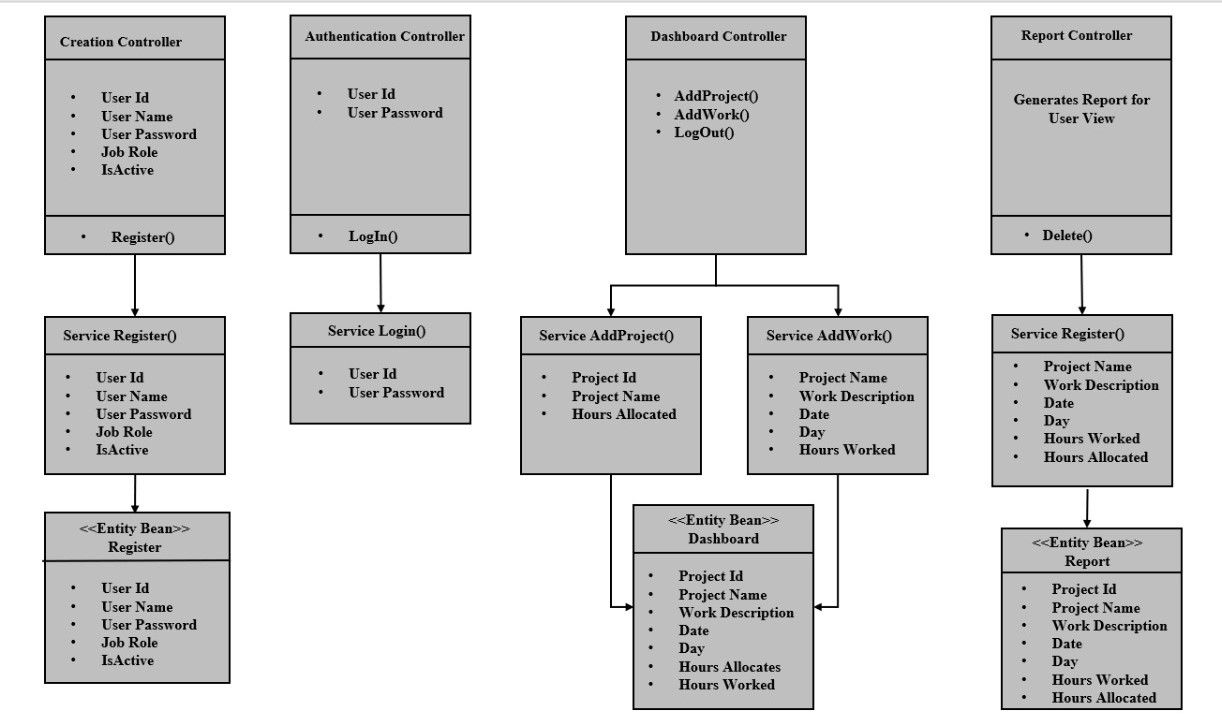 Creation Controller
• User Id
• User Name
• User Password
• Job Role
• IsActive
• Register()
Authentication Controller
• User Id
• User Password
• LogIn()
Dashboard Controller
• AddProject()
• AddWork()
• LogOut()
Report Controller
Generates Report for
User View
• Delete()
Service Register()
• User Id
• User Name
• User Password
• Job Role
• IsActive
Service Login()
• User Id
• User Password
Service AddProject()
• Project Id
• Project Name
• Hours Allocated
Service AddWork()
• Project Name
• Work Description
• Date
• Day
• Hours Worked
Service Register()
• Project Name
• Work Description
• Date
• Day
• Hours Worked
• Hours Allocated
<<Entity Bean>>
Register
• User Id
• User Name
• User Password
• Job Role
• IsActive
<<Entity Bean>>
Dashboard
• Project Id
• Project Name
• Work Description
• Date
• Day
• Hours Allocates
• Hours Worked
<<Entity Bean>>
Report
• Project Id
• Project Name
• Work Description
• Date
• Day
• Hours Worked
• Hours Allocated